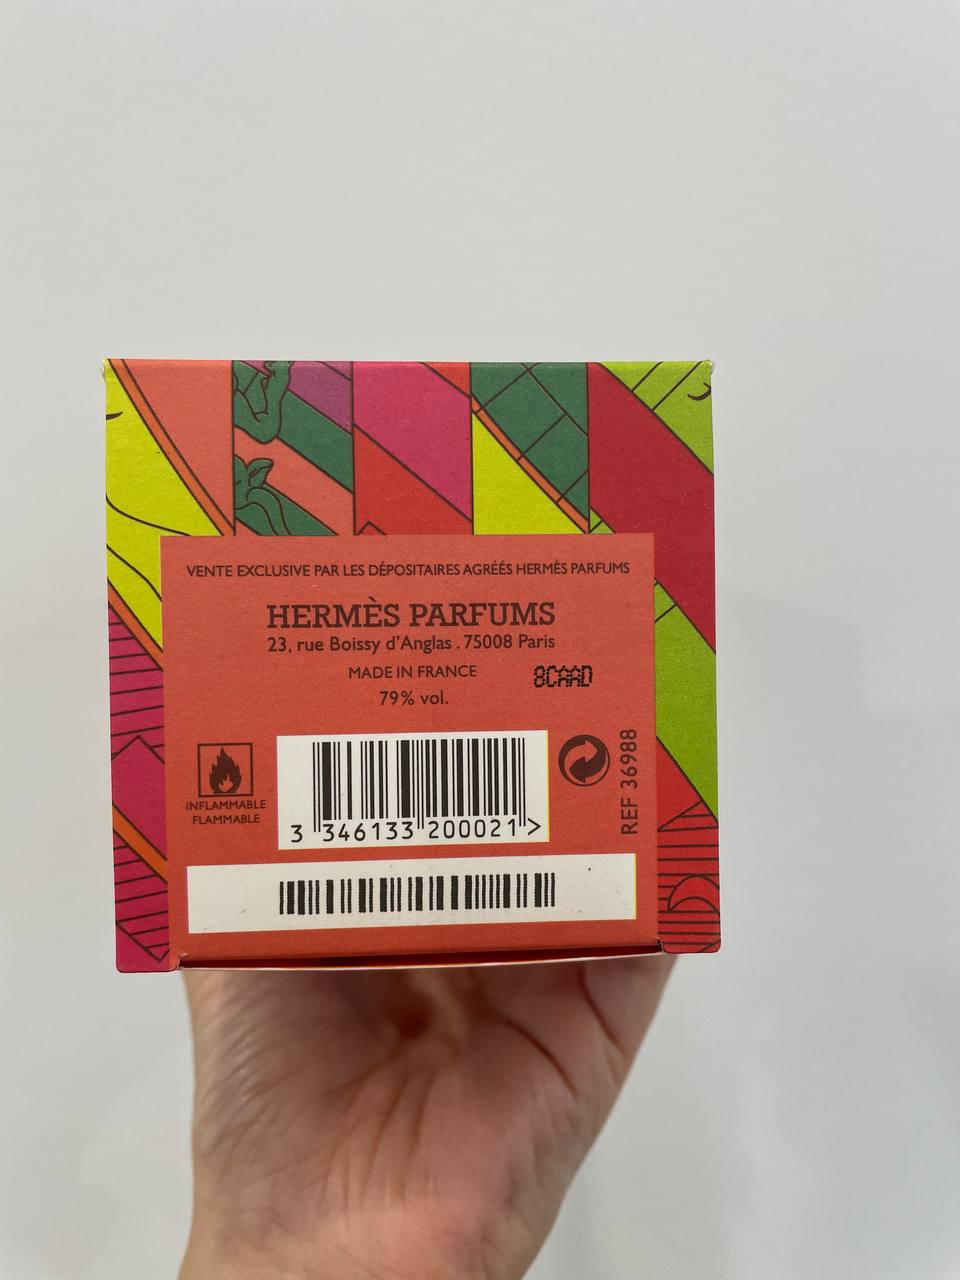 VENTE EXCLUSIVE PAR LES DÉPOSITAIRES AGRÉÉS HERMÈS PARFUMS
HERMÈS PARFUMS
23, rue Boissy d'Anglas . 75008 Paris
MADE IN FRANCE
8CAAD
79% vol.
INFLAMMABLE
FLAMMABLE
3 346133 200021 >
REF 36988